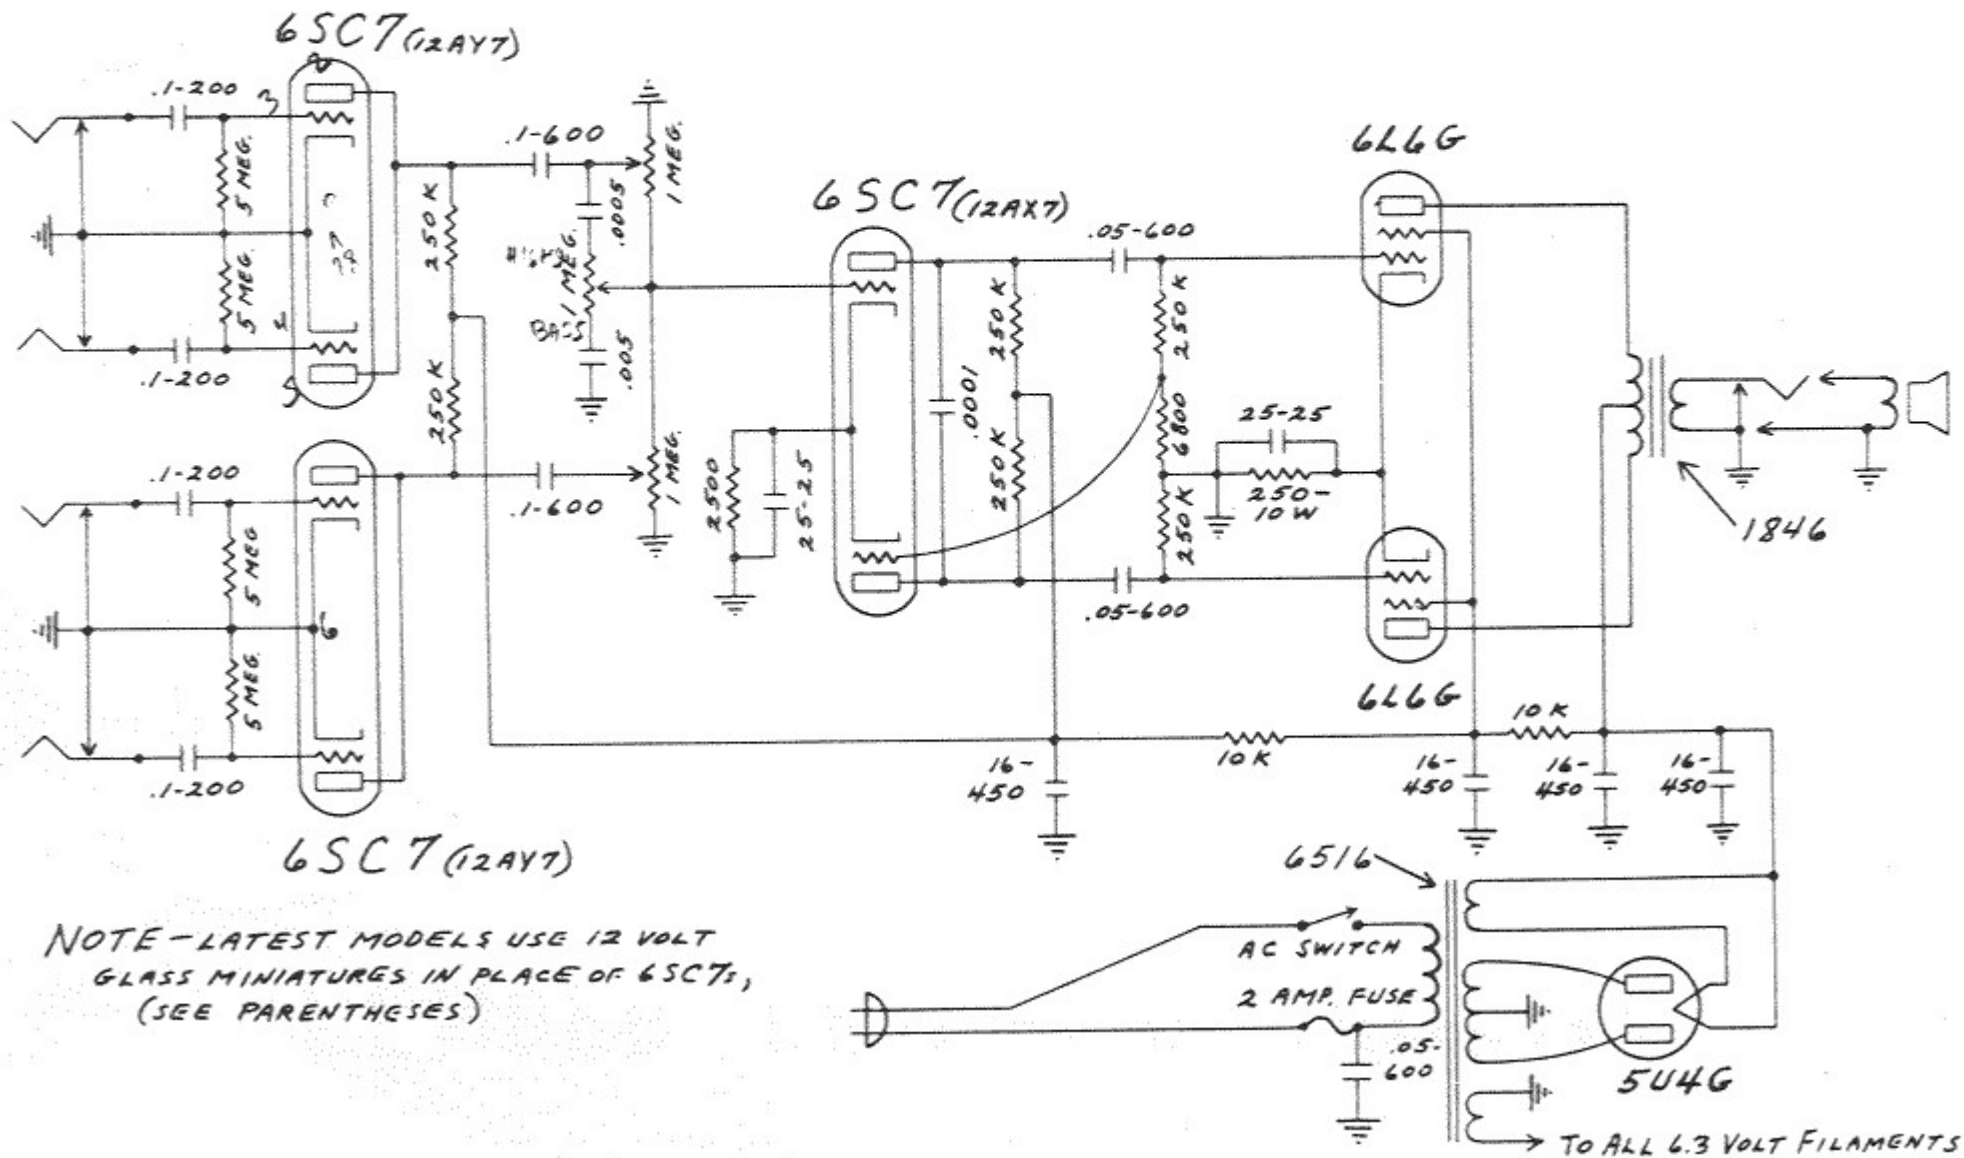 6SC7 (12AY7)
.1-200
3
5 MEG.
5 MEG.
.1-200
.1-600
1 MEG.
.0005
250 K
1 MEG.
BASS
.005
250 K
.1-600
1 MEG.
6SC7 (12AX7)
.0001
250 K
250 K
2500
25-25
.05-600
250 K
6800
250 K
.05-600
6L6G
25-25
250-
10 W
6L6G
1846
.1-200
5 MEG
6
5 MEG.
.1-200
6SC7 (12AY7)
10 K
10 K
16-
450
16-
450
16-
450
16-
450
NOTE - LATEST MODELS USE 12 VOLT
GLASS MINIATURES IN PLACE OF 6SC7s,
(SEE PARENTHESES)
6516
AC SWITCH
2 AMP. FUSE
.05-
600
5U4G
TO ALL 6.3 VOLT FILAMENTS